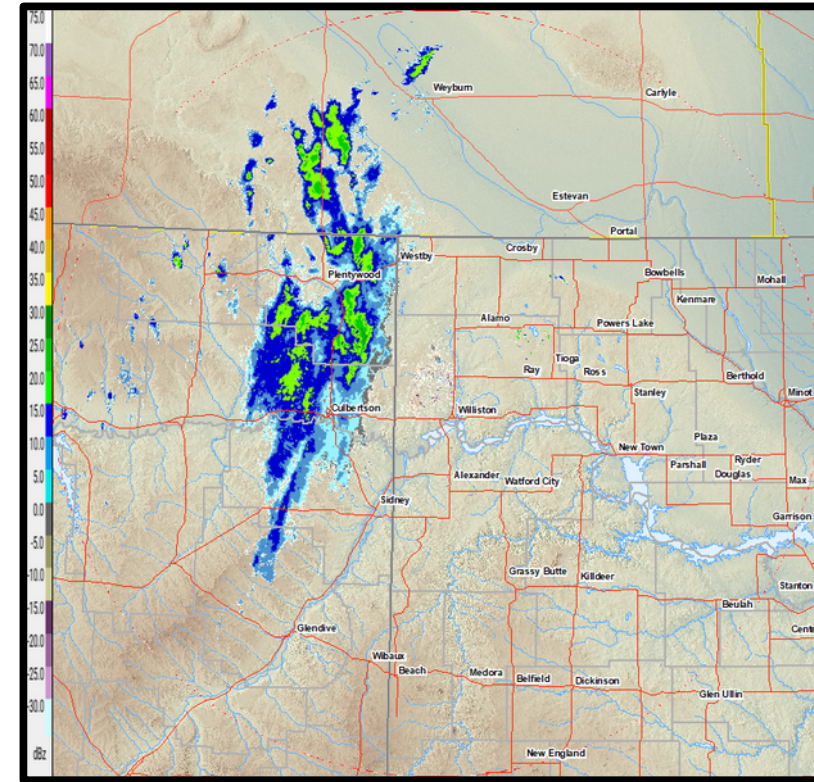 75.0
70.0
65.0
60.0
55.0
50.0
45.0
40.0
35.0
30.0
25.0
20.0
15.0
10.0
5.0
0.0
-5.0
-10.0
-15.0
-20.0
-25.0
-30.0
dBz
Weyburn
Carlyle
Estevan
Portal
Crosby
Westby
Plentywood
Bowbells
Mohall
Kenmare
Alamo
Powers Lake
Tioga
Ray
Ross
Berthold
Stanley
Minot
Culbertson
Williston
New Town
Plaza
Ryder
Parshall
Douglas
Max
Alexander
Watford City
Sidney
Garrison
Grassy Butte
Killdeer
Stanton
Beulah
Glendive
Cente
Wibaux
Beach
Medora
Belfield
Dickinson
Glen Ullin
New England